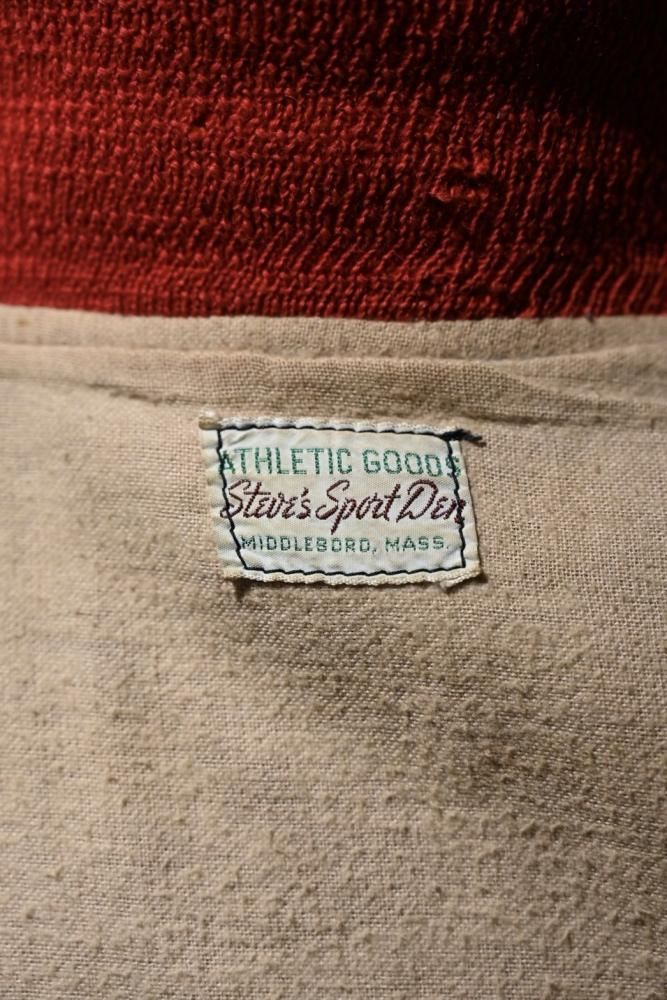 ATHLETIC GOODS
Steve's Sport Den
MIDDLEBORO, MASS.